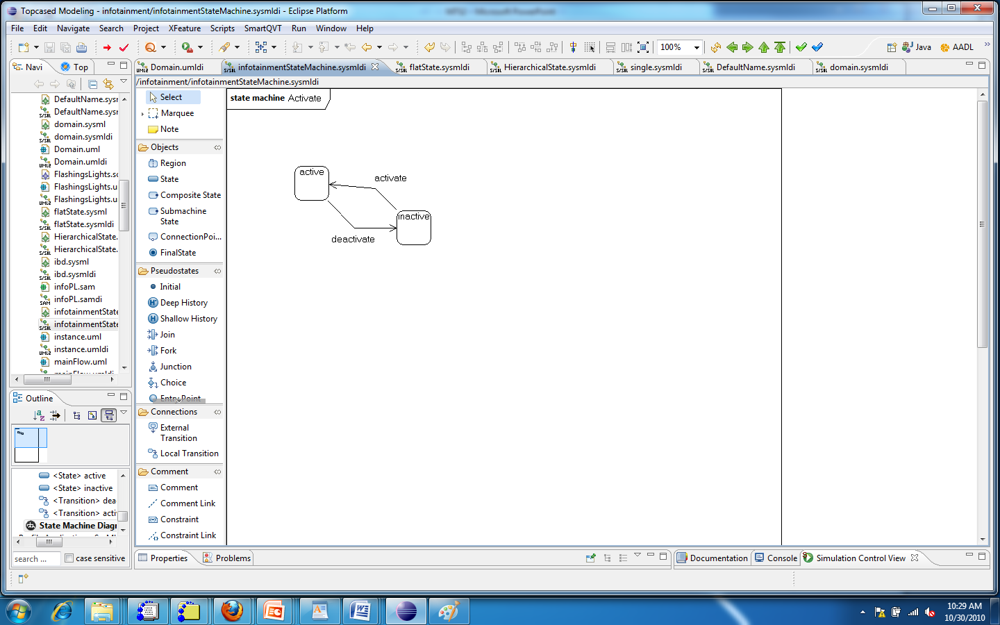 Topcased Modeling - infotainment/infotainmentStateMachine.sysmldi - Eclipse Platform
File Edit Navigate Search Project XFeature Scripts SmartQVT Run Window Help
100%
Java
AADL
Navi
Top
Domain.umldi
infotainmentStateMachine.sysmldi
flatState.sysmldi
HierarchicalState.sysmldi
single.sysmldi
DefaultName.sysmldi
domain.sysmldi
/infotainment/infotainmentStateMachine.sysmldi
DefaultName.sysr
DefaultName.sysr
domain.sysml
domain.sysmldi
Domain.uml
Domain.umldi
FlashingsLights.sc
FlashingsLights.u
FlashingsLights.u
flatState.sysml
flatState.sysmldi
HierarchicalState.
HierarchicalState.
ibd.sysml
ibd.sysmldi
infoPL.sam
infoPL.samdi
infotainmentState
infotainmentState
instance.uml
instance.umldi
mainFlow.uml
Outline
<State> active
<State> inactive
<Transition> dea
<Transition> acti
State Machine Diagr
search ...
case sensitive
Select
Marquee
Note
Objects
Region
State
Composite State
Submachine
State
ConnectionPoi...
FinalState
Pseudostates
Initial
Deep History
Shallow History
Join
Fork
Junction
Choice
Entry Point
Connections
External
Transition
Local Transition
Comment
Comment
Comment Link
Constraint
Constraint Link
state machine Activate
active
activate
inactive
deactivate
Properties
Problems
Documentation
Console
Simulation Control View
10:29 AM
10/30/2010